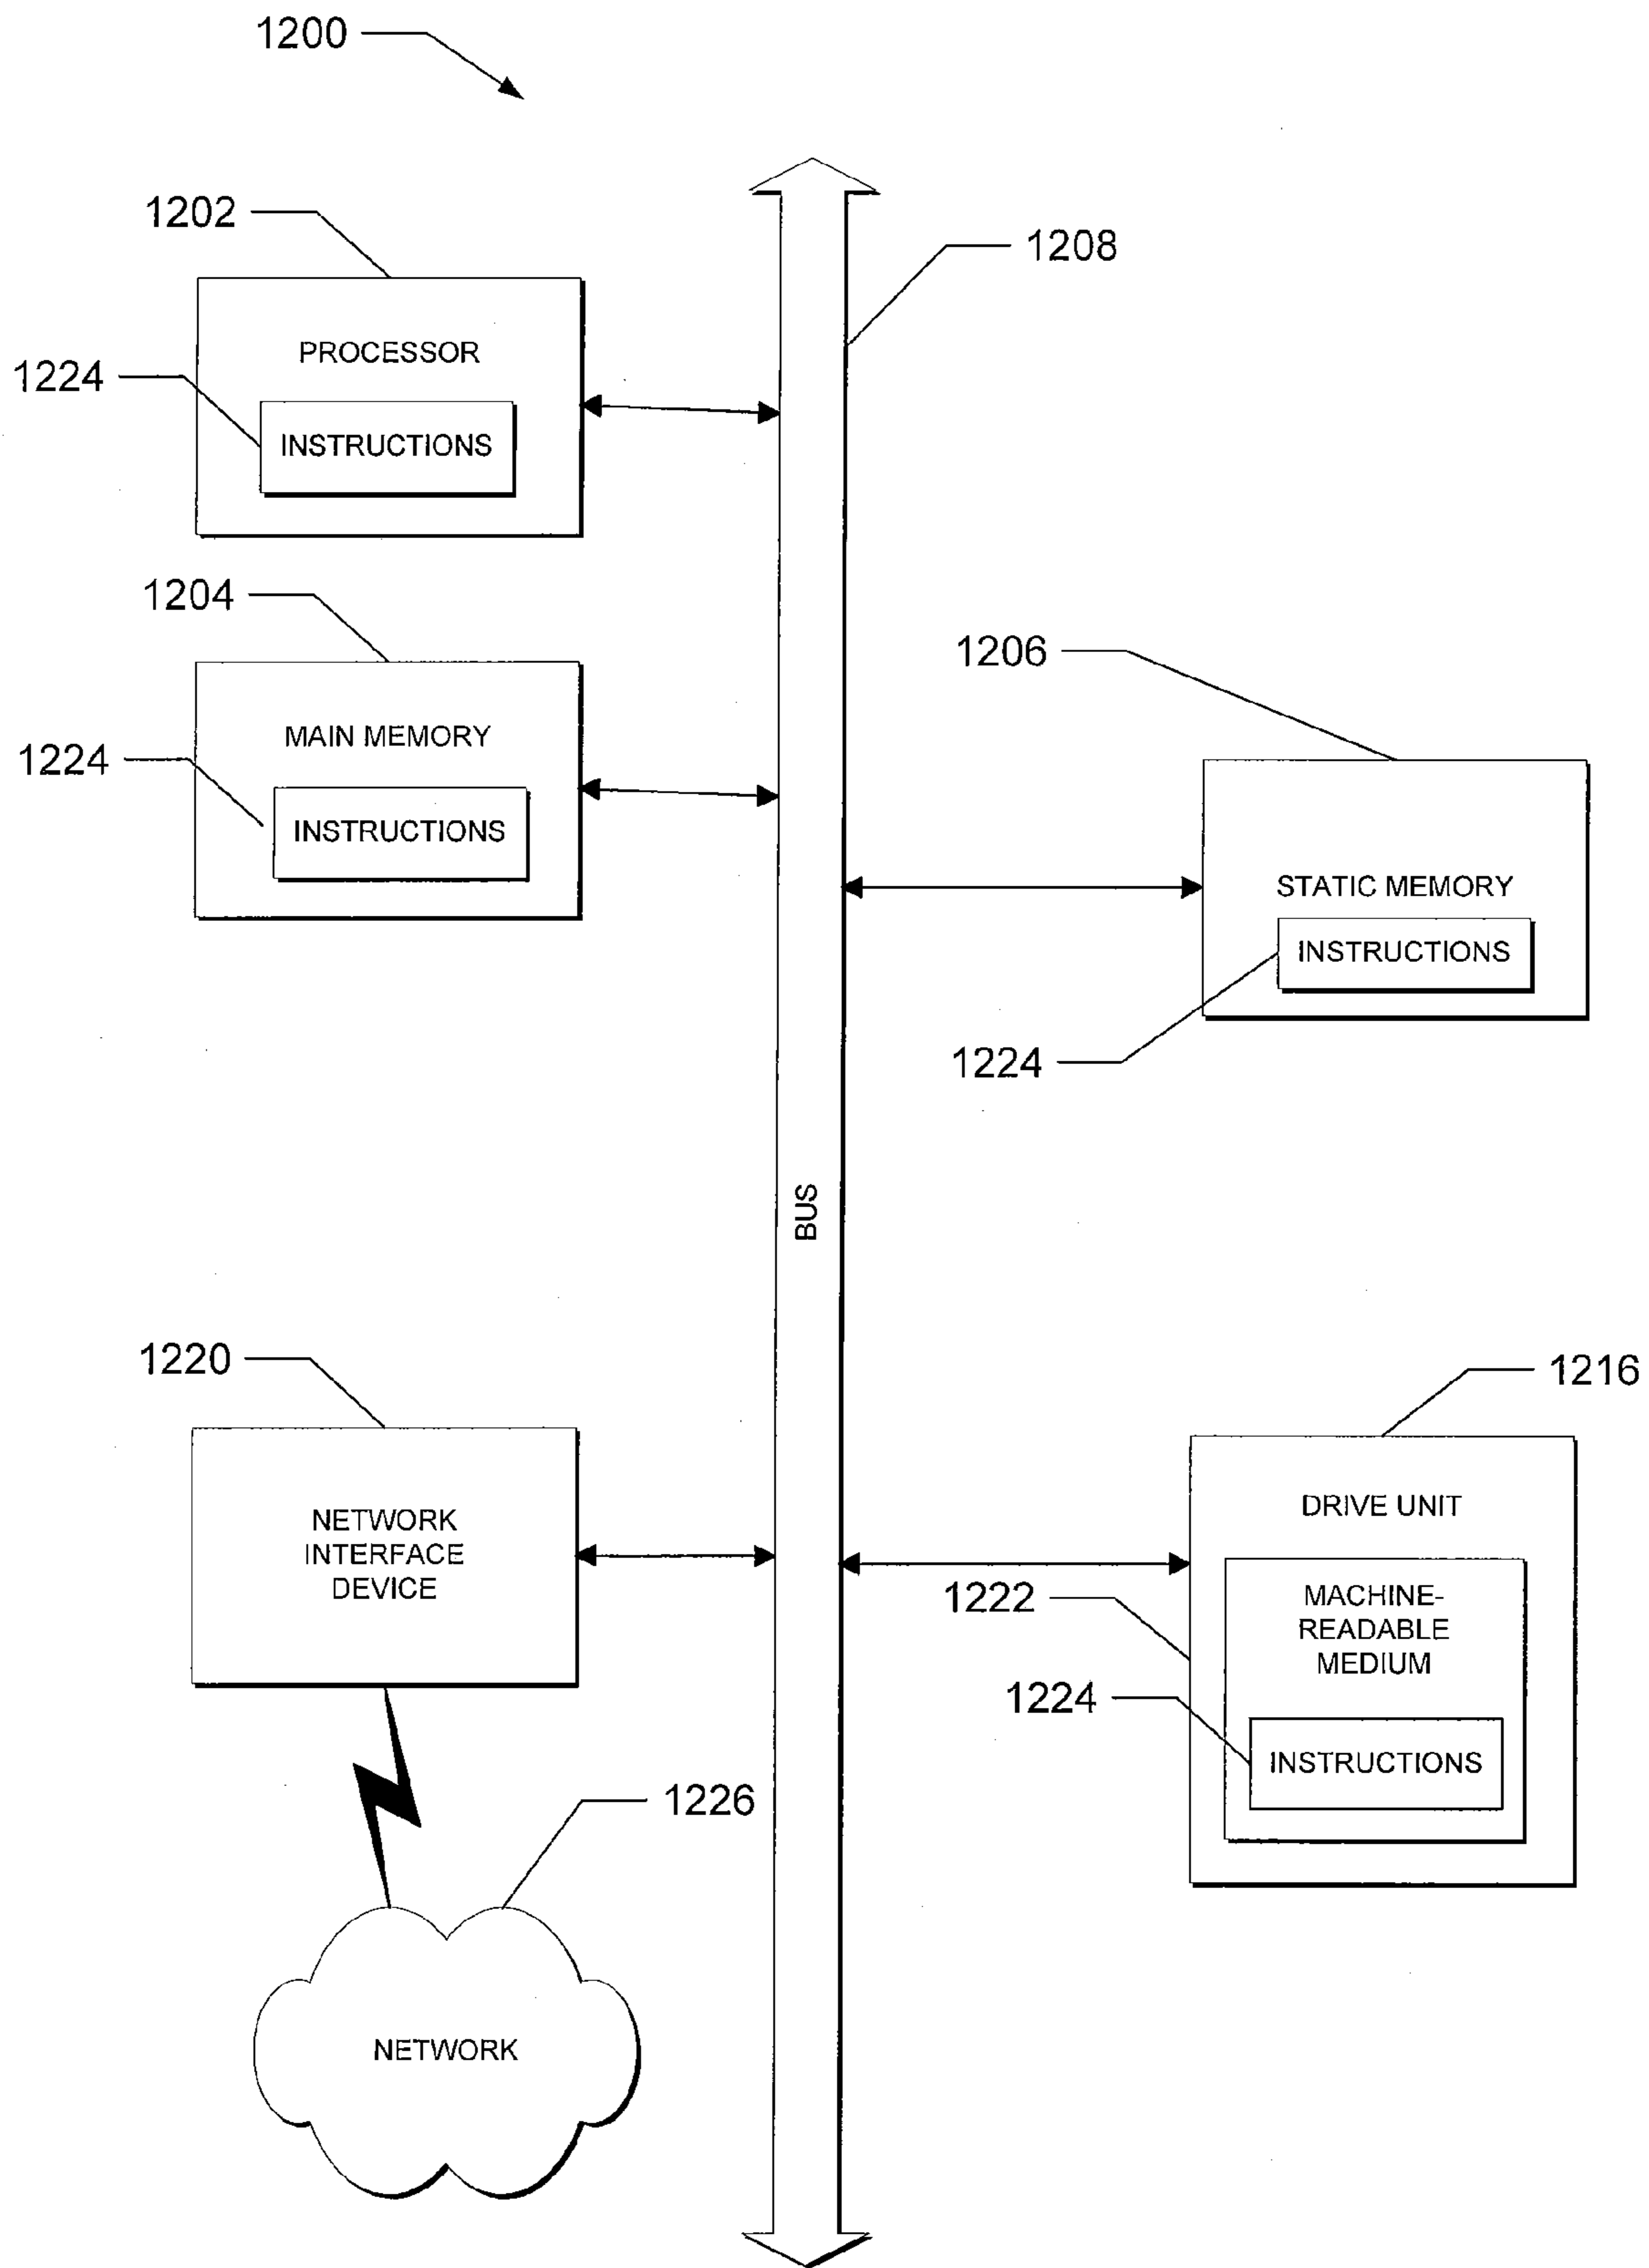 1200
1202
1208
PROCESSOR
1224
INSTRUCTIONS
1204
1206
MAIN MEMORY
1224
INSTRUCTIONS
STATIC MEMORY
INSTRUCTIONS
1224
BUS
1220
1216
NETWORK
INTERFACE
DEVICE
DRIVE UNIT
1222
MACHINE-
READABLE
MEDIUM
1224
INSTRUCTIONS
1226
NETWORK